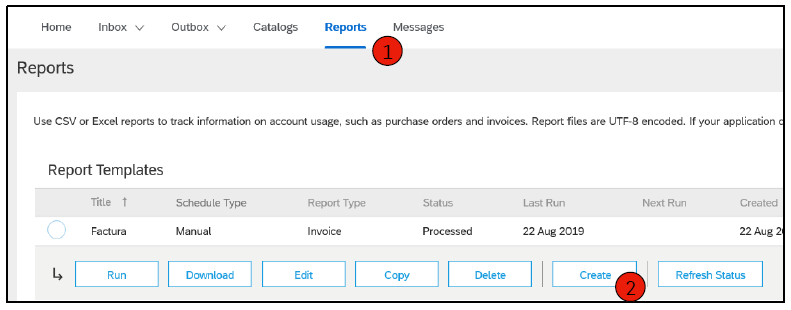 Home Inbox Outbox Catalogs Reports Messages
1
Reports
Use CSV or Excel reports to track information on account usage, such as purchase orders and invoices. Report files are UTF-8 encoded. If your application
Report Templates
Title ↑ Schedule Type Report Type Status Last Run Next Run Created
Factura Manual Invoice Processed 22 Aug 2019 22 Aug
Run Download Edit Copy Delete Create Refresh Status
2